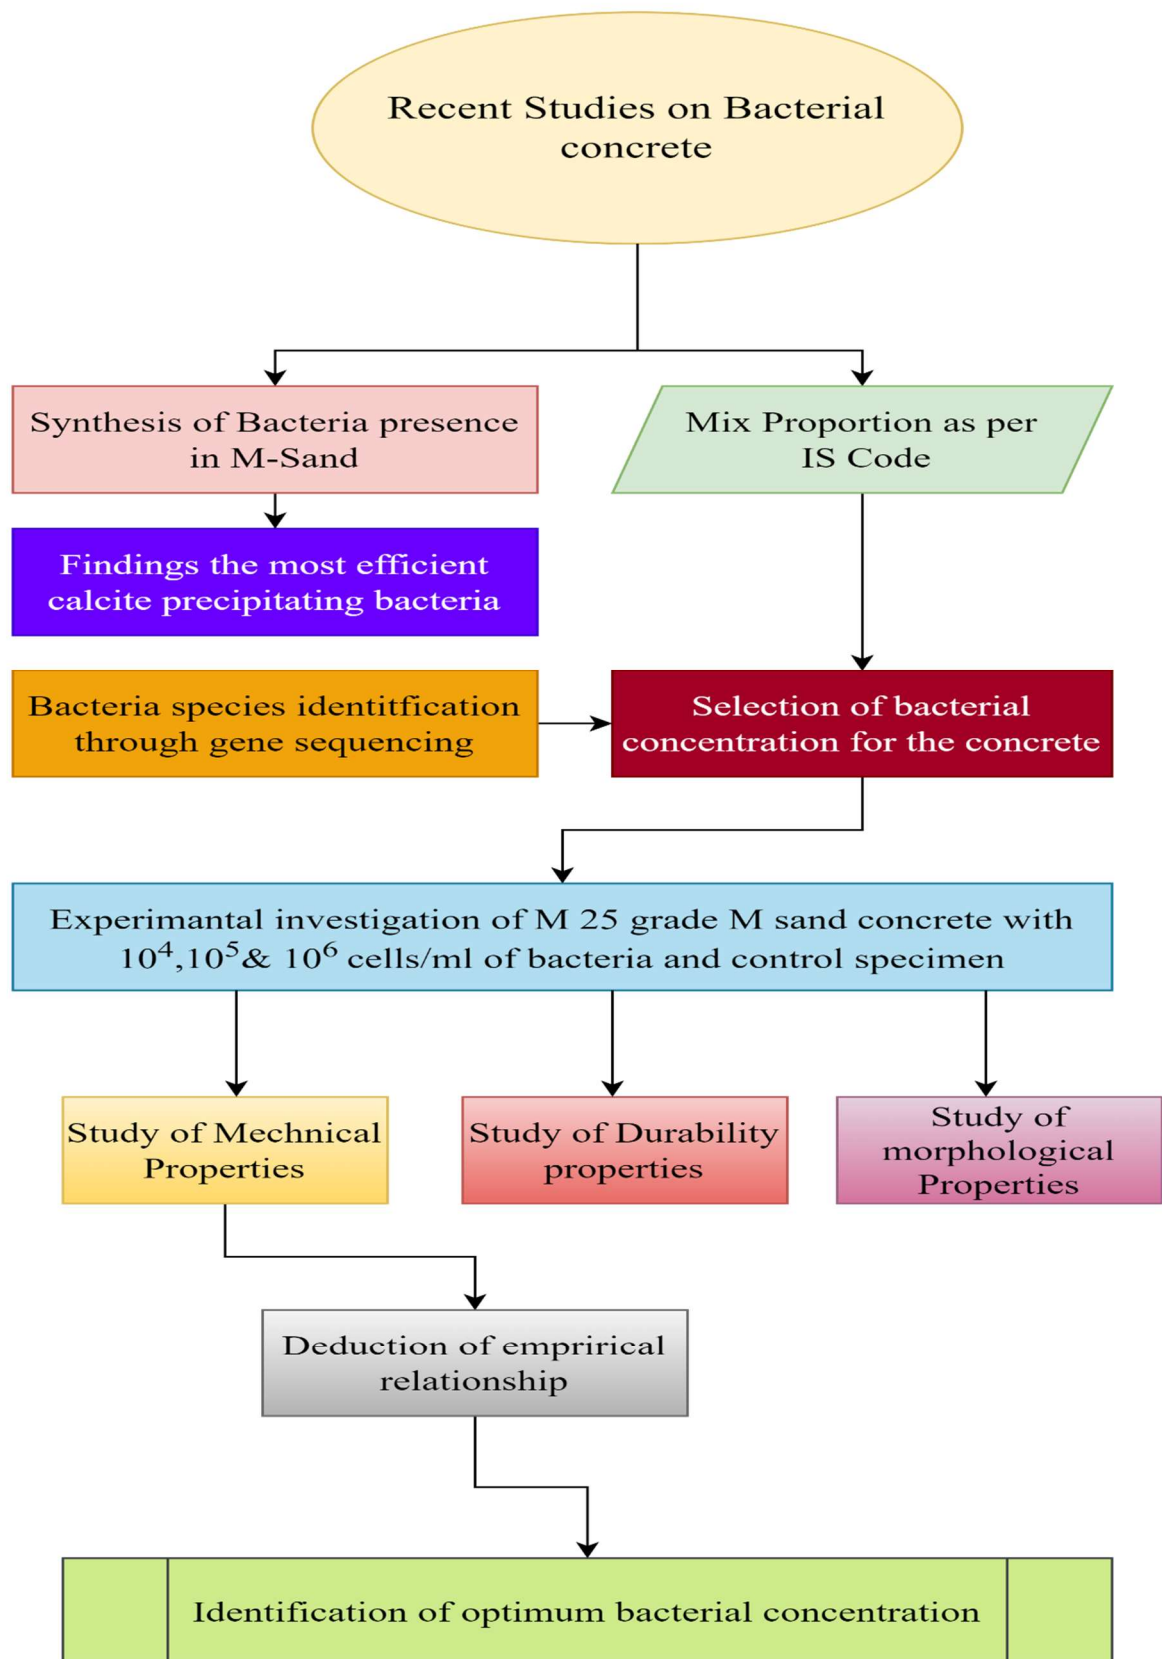 Recent Studies on Bacterial
concrete
Synthesis of Bacteria presence
in M-Sand
Mix Proportion as per
IS Code
Findings the most efficient
calcite precipitating bacteria
Bacteria species identitfication
through gene sequencing
Selection of bacterial
concentration for the concrete
Experimantal investigation of M 25 grade M sand concrete with
10⁴,10⁵& 10⁶ cells/ml of bacteria and control specimen
Study of Mechnical
Properties
Study of Durability
properties
Study of
morphological
Properties
Deduction of emprirical
relationship
Identification of optimum bacterial concentration